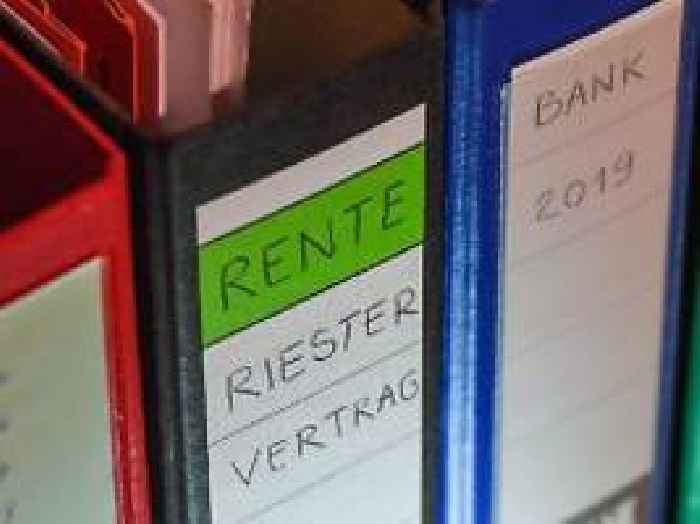 RENTE
RIESTER
VERTRAG
BANK
2019